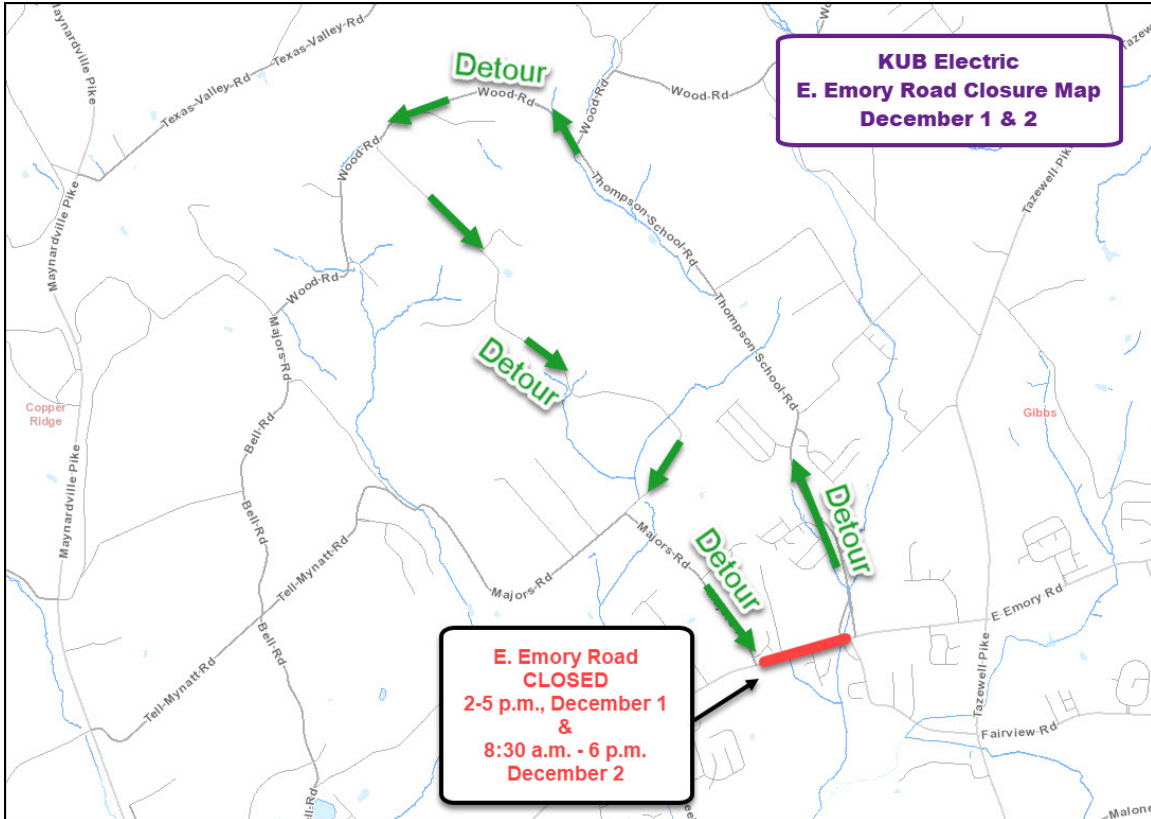 Maynardville Pike
Texas-Valley-Rd
Texas-Valley-Rd
Detour
Wood-Rd
Wood-Rd
Wood-Rd
KUB Electric
E. Emory Road Closure Map
December 1 & 2
Tazewell-Pike
Wood-Rd
Thompson-School-Rd
Maynardville Pike
Wood-Rd
Majors-Rd
Thompson-School-Rd
Detour
Copper
Ridge
Gibbs
Bell-Rd
Maynardville Pike
Bell-Rd
Tell-Mynatt-Rd
Majors-Rd
Majors-Rd
Detour
Detour
E Emory Rd
E. Emory Road
CLOSED
2-5 p.m., December 1
&
8:30 a.m. - 6 p.m.
December 2
Bell-Rd
Tell-Mynatt-Rd
Tazewell-Pike
Fairview Rd
Malone